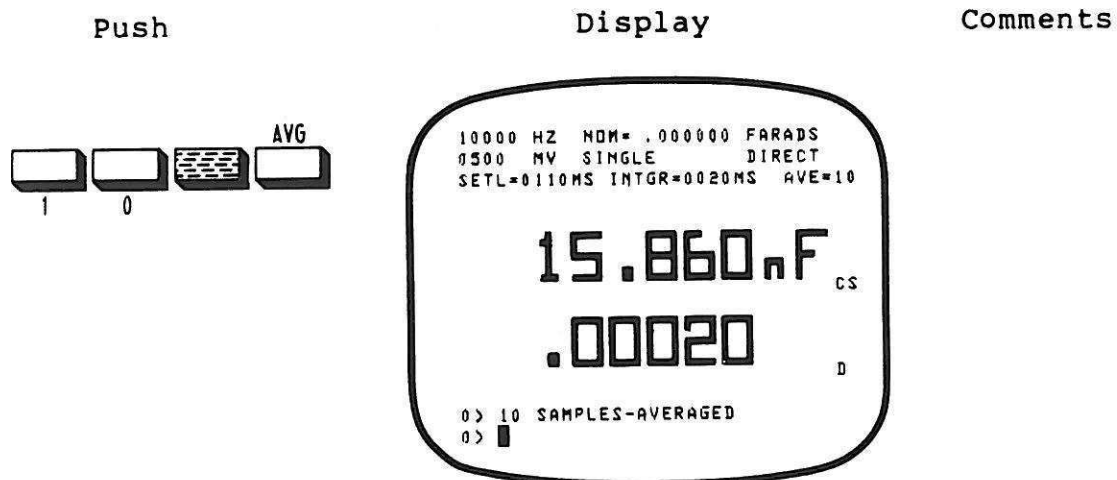 Push Display Comments
AVG
1 0
10000 HZ NOM= .000000 FARADS
0500 MV SINGLE DIRECT
SETL=0110MS INTGR=0020MS AVE=10
15.860nF CS
.00020 D
0> 10 SAMPLES-AVERAGED
0>